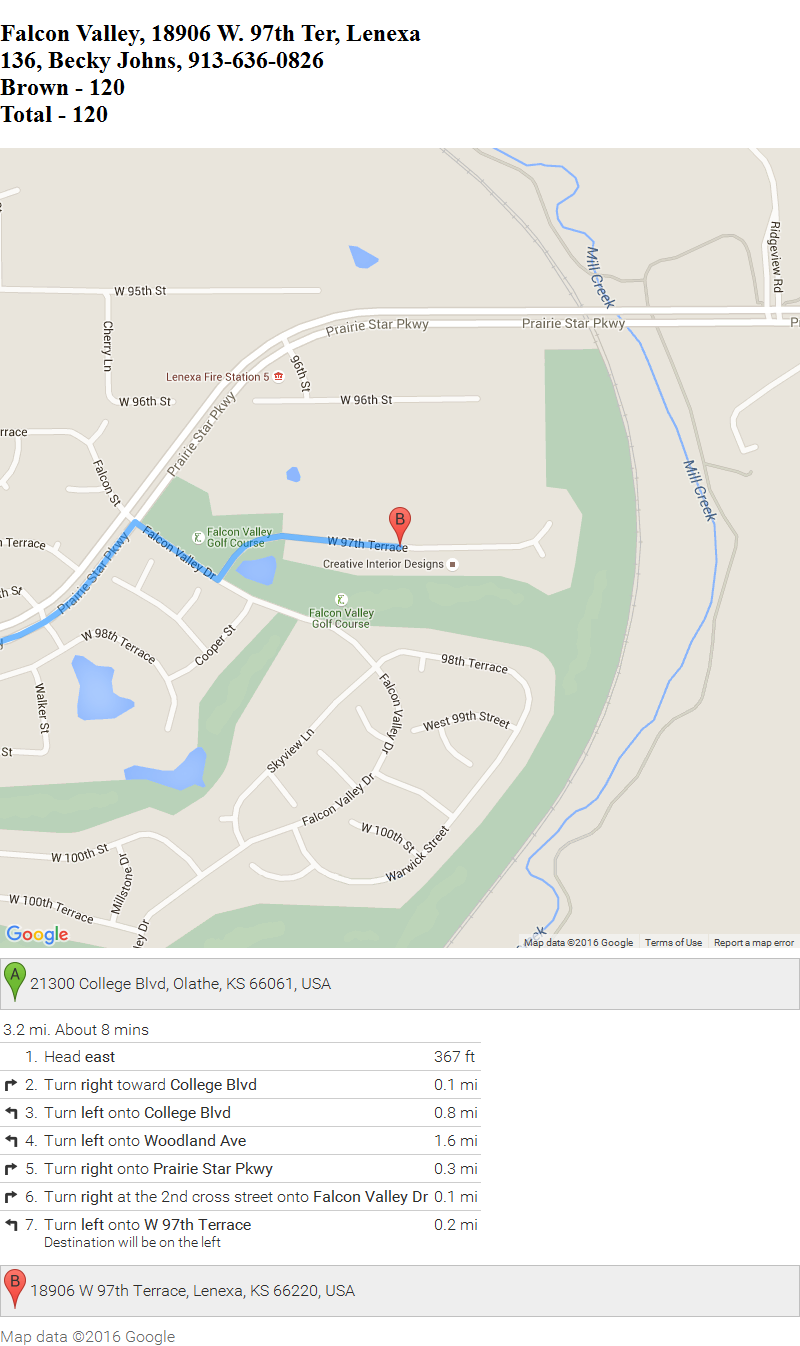 Falcon Valley, 18906 W. 97th Ter, Lenexa
136, Becky Johns, 913-636-0826
Brown - 120
Total - 120
Ridgeview Rd
Mill Creek
W 95th St
Prairie Star Pkwy
Prairie Star Pkwy
P
Cherry Ln
96th St
Lenexa Fire Station 5
W 96th St
W 96th St
Prairie Star Pkwy
rrace
Falcon St
Mill Creek
Falcon Valley
Golf Course
B
Falcon Valley Dr
W 97th Terrace
n Terrace
Prairie Star Pkwy
Creative Interior Designs
th St
Falcon Valley
Golf Course
W 98th Terrace
Cooper St
98th Terrace
Walker St
Falcon Valley Dr
West 99th Street
St
Skyview Ln
Falcon Valley Dr
W 100th St
Warwick Street
W 100th St
Millstone Dr
W 100th Terrace
ley Dr
Google
Map data ©2016 Google Terms of Use Report a map error
A 21300 College Blvd, Olathe, KS 66061, USA
3.2 mi. About 8 mins
1. Head east 367 ft
2. Turn right toward College Blvd 0.1 mi
3. Turn left onto College Blvd 0.8 mi
4. Turn left onto Woodland Ave 1.6 mi
5. Turn right onto Prairie Star Pkwy 0.3 mi
6. Turn right at the 2nd cross street onto Falcon Valley Dr 0.1 mi
7. Turn left onto W 97th Terrace 0.2 mi
Destination will be on the left
B 18906 W 97th Terrace, Lenexa, KS 66220, USA
Map data ©2016 Google